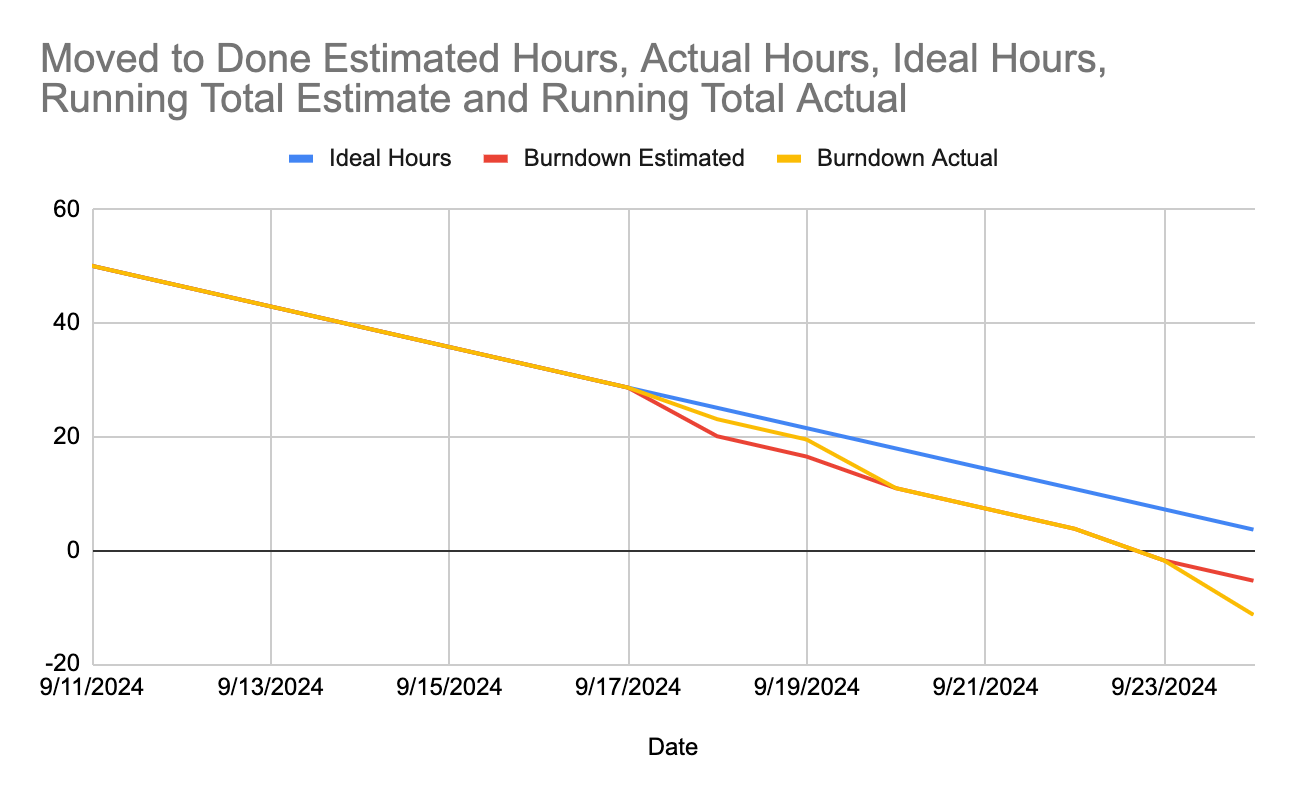 Moved to Done Estimated Hours, Actual Hours, Ideal Hours,
Running Total Estimate and Running Total Actual
Ideal Hours Burndown Estimated Burndown Actual
60
40
20
0
-20
9/11/2024 9/13/2024 9/15/2024 9/17/2024 9/19/2024 9/21/2024 9/23/2024
Date